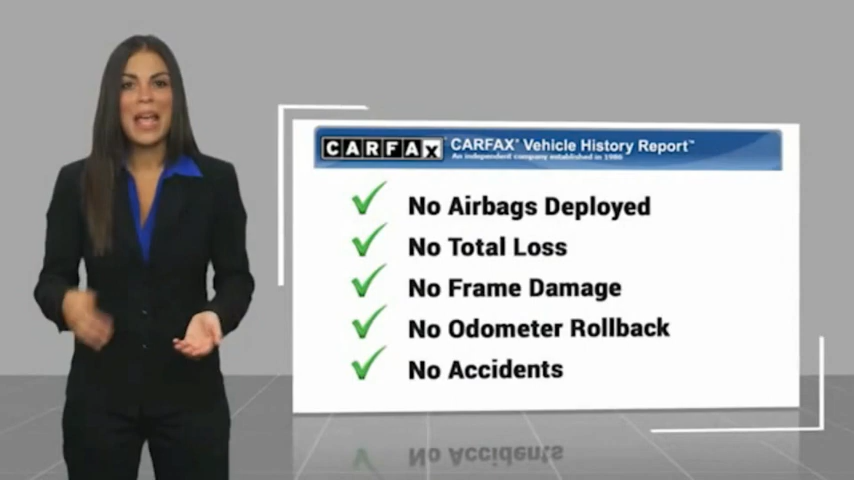 CARFAX CARFAX® Vehicle History Report™
An independent company established in 1986
No Airbags Deployed
No Total Loss
No Frame Damage
No Odometer Rollback
No Accidents
No Accidents